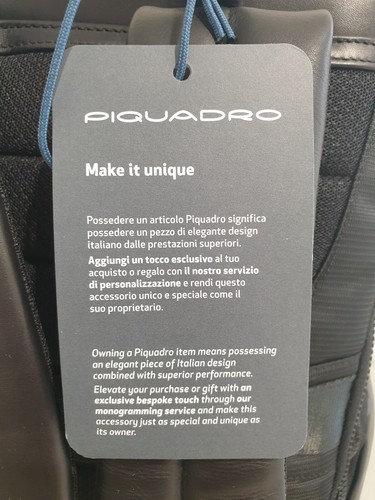 PIQUADRO
Make it unique
Possedere un articolo Piquadro significa
possedere un pezzo di elegante design
italiano dalle prestazioni superiori.
Aggiungi un tocco esclusivo al tuo
acquisto o regalo con il nostro servizio
di personalizzazione e rendi questo
accessorio unico e speciale come il
suo proprietario.
Owning a Piquadro item means possessing
an elegant piece of Italian design
combined with superior performance.
Elevate your purchase or gift with an
exclusive bespoke touch through our
monogramming service and make this
accessory just as special and unique as
its owner.